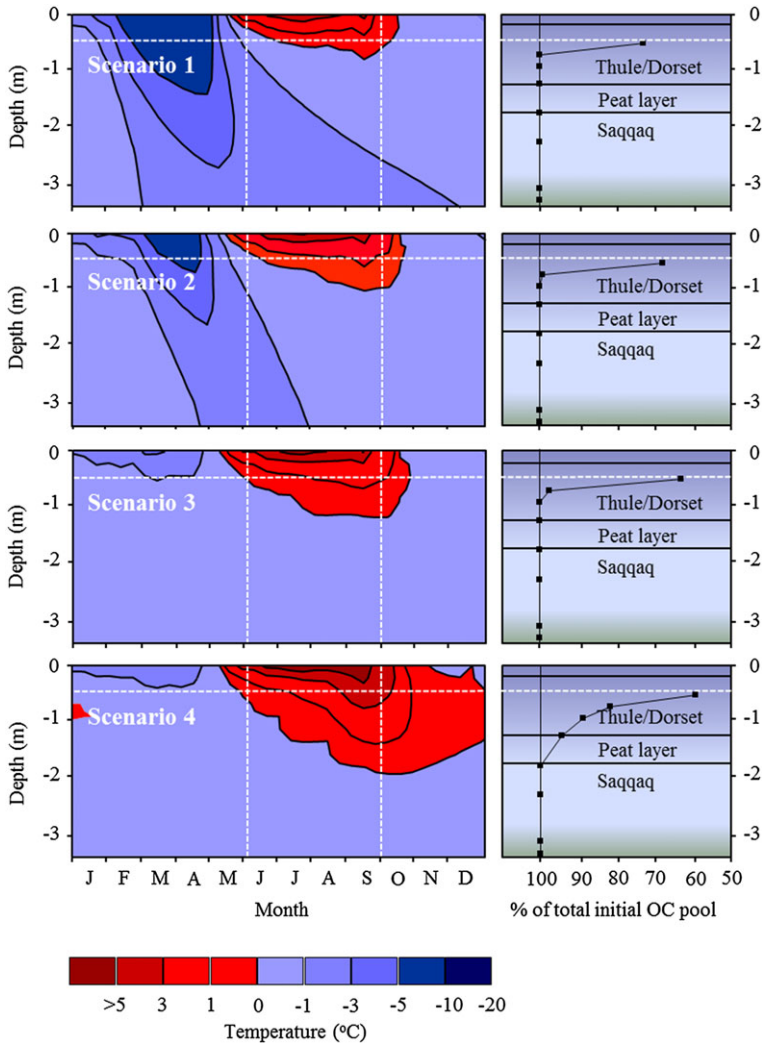 Scenario 1
Depth (m)
0
-1
-2
-3
Thule/Dorset
Peat layer
Saqqaq
0
-1
-2
-3
Scenario 2
Depth (m)
0
-1
-2
-3
Thule/Dorset
Peat layer
Saqqaq
0
-1
-2
-3
Scenario 3
Depth (m)
0
-1
-2
-3
Thule/Dorset
Peat layer
Saqqaq
0
-1
-2
-3
Scenario 4
Depth (m)
0
-1
-2
-3
Thule/Dorset
Peat layer
Saqqaq
0
-1
-2
-3
J F M A M J J A S O N D
Month
100 90 80 70 60 50
% of total initial OC pool
>5 3 1 0 -1 -3 -5 -10 -20
Temperature (°C)